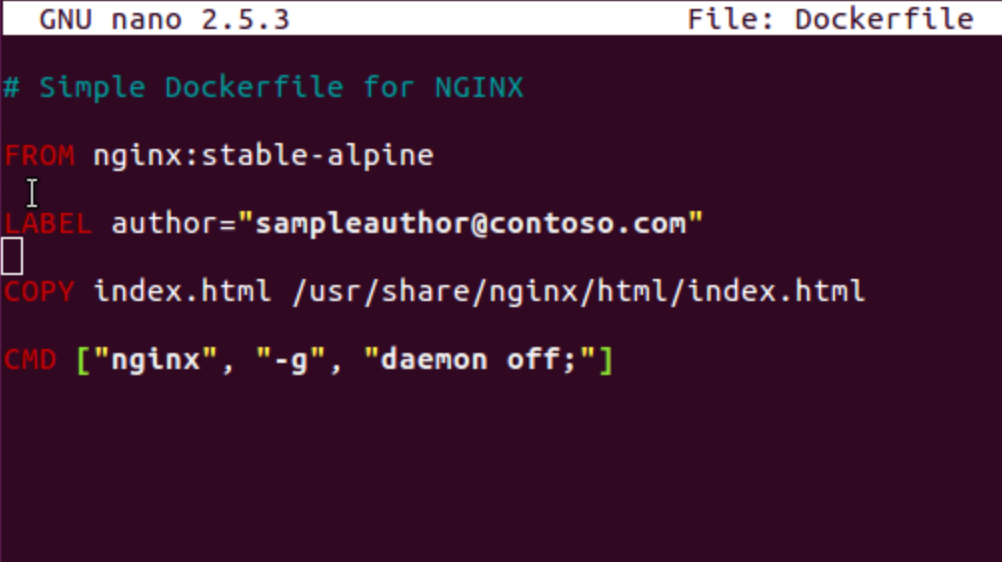 GNU nano 2.5.3 File: Dockerfile
# Simple Dockerfile for NGINX
FROM nginx:stable-alpine
LABEL author="sampleauthor@contoso.com"
COPY index.html /usr/share/nginx/html/index.html
CMD ["nginx", "-g", "daemon off;"]